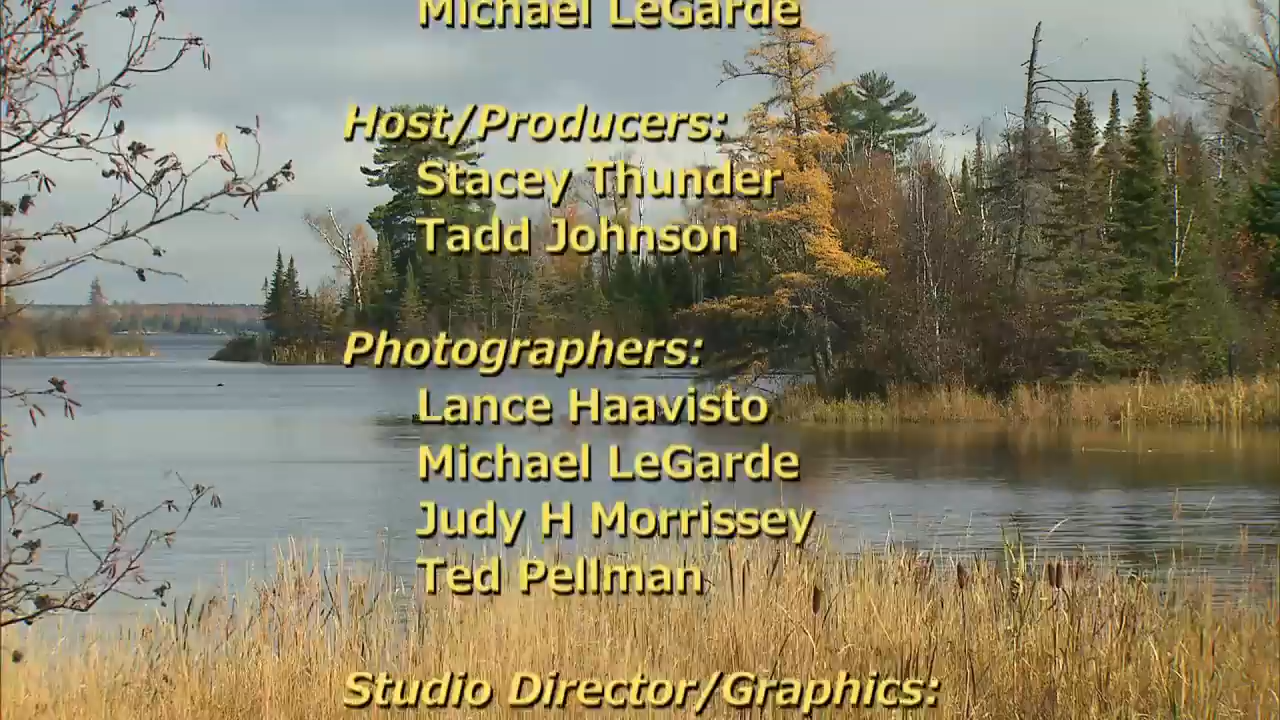 Michael LeGarde
Host/Producers:
Stacey Thunder
Tadd Johnson
Photographers:
Lance Haavisto
Michael LeGarde
Judy H Morrissey
Ted Pellman
Studio Director/Graphics: